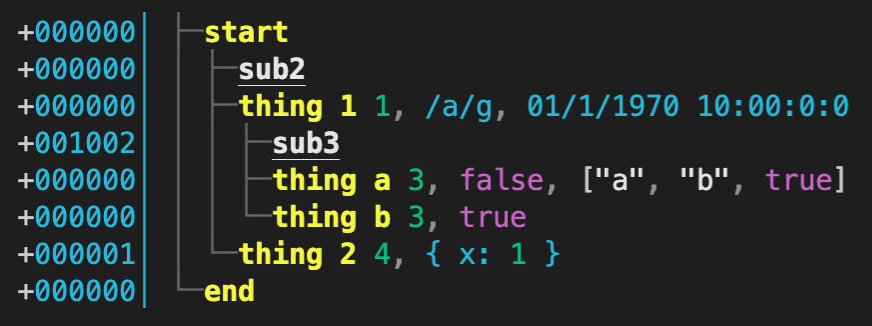 +000000 start
+000000 sub2
+000000 thing 1 1, /a/g, 01/1/1970 10:00:0:0
+001002 sub3
+000000 thing a 3, false, ["a", "b", true]
+000000 thing b 3, true
+000001 thing 2 4, { x: 1 }
+000000 end